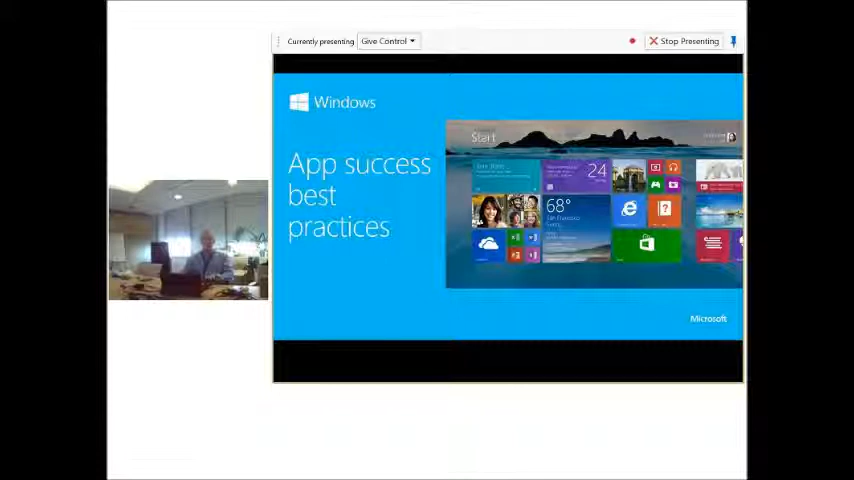 Currently presenting Give Control Stop Presenting
Windows
App success
best
practices
Start
24
68°
San Francisco
Microsoft